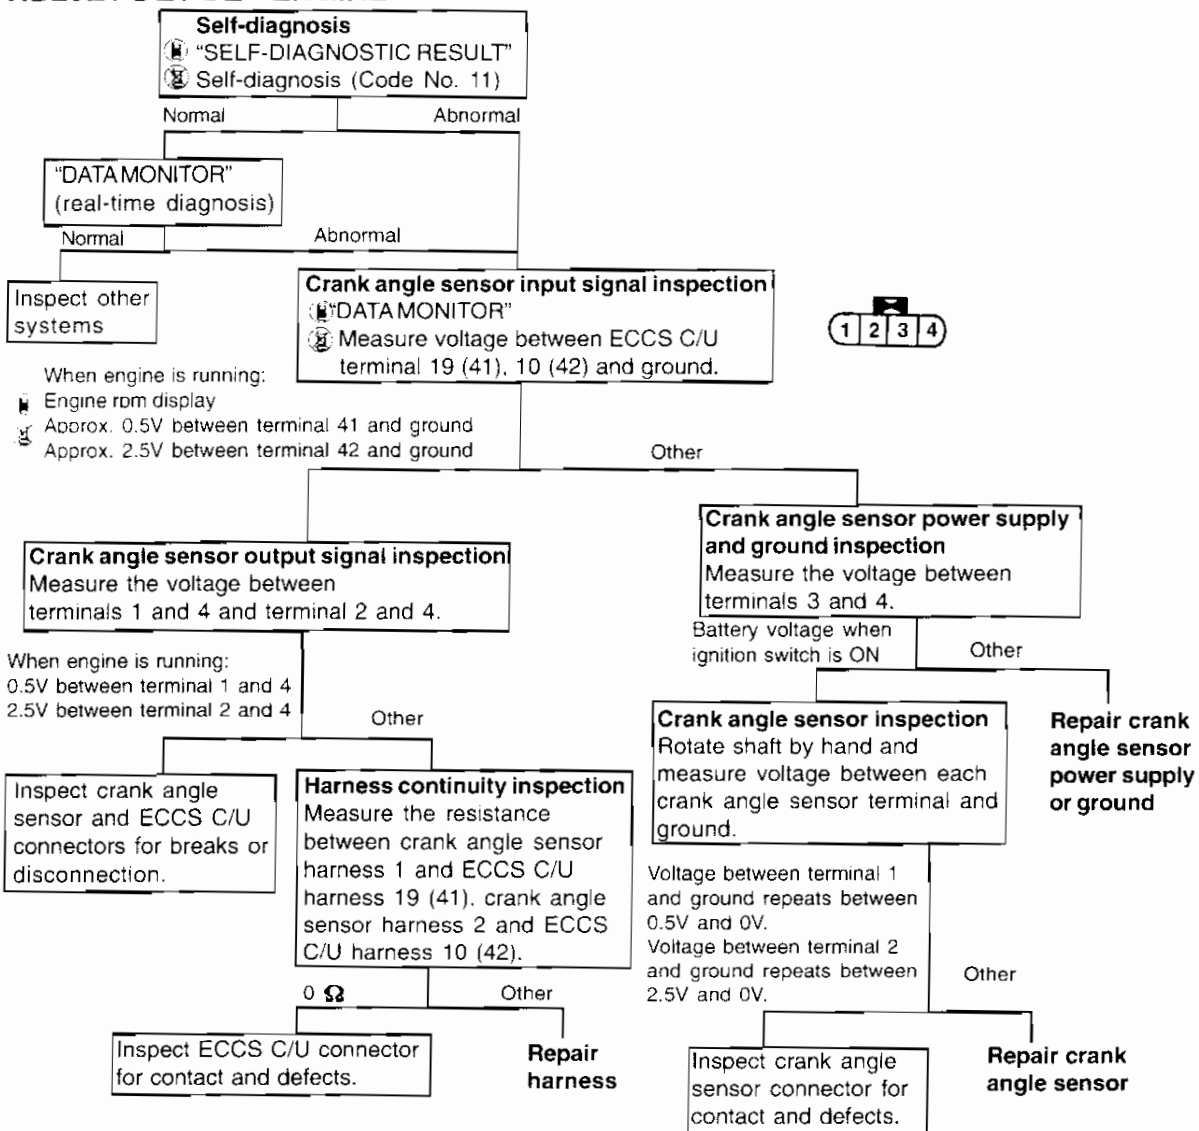 Self-diagnosis
"SELF-DIAGNOSTIC RESULT"
Self-diagnosis (Code No. 11)
Normal
Abnormal
"DATA MONITOR"
(real-time diagnosis)
Normal
Abnormal
Inspect other
systems
Crank angle sensor input signal inspection
"DATA MONITOR"
Measure voltage between ECCS C/U
terminal 19 (41), 10 (42) and ground.
1 2 3 4
When engine is running:
Engine rpm display
Approx. 0.5V between terminal 41 and ground
Approx. 2.5V between terminal 42 and ground
Other
Crank angle sensor output signal inspection
Measure the voltage between
terminals 1 and 4 and terminal 2 and 4.
Crank angle sensor power supply
and ground inspection
Measure the voltage between
terminals 3 and 4.
When engine is running:
0.5V between terminal 1 and 4
2.5V between terminal 2 and 4
Other
Battery voltage when
ignition switch is ON
Other
Inspect crank angle
sensor and ECCS C/U
connectors for breaks or
disconnection.
Harness continuity inspection
Measure the resistance
between crank angle sensor
harness 1 and ECCS C/U
harness 19 (41), crank angle
sensor harness 2 and ECCS
C/U harness 10 (42).
Crank angle sensor inspection
Rotate shaft by hand and
measure voltage between each
crank angle sensor terminal and
ground.
Repair crank
angle sensor
power supply
or ground
0 Ω
Other
Voltage between terminal 1
and ground repeats between
0.5V and 0V.
Voltage between terminal 2
and ground repeats between
2.5V and 0V.
Other
Inspect ECCS C/U connector
for contact and defects.
Repair
harness
Inspect crank angle
sensor connector for
contact and defects.
Repair crank
angle sensor